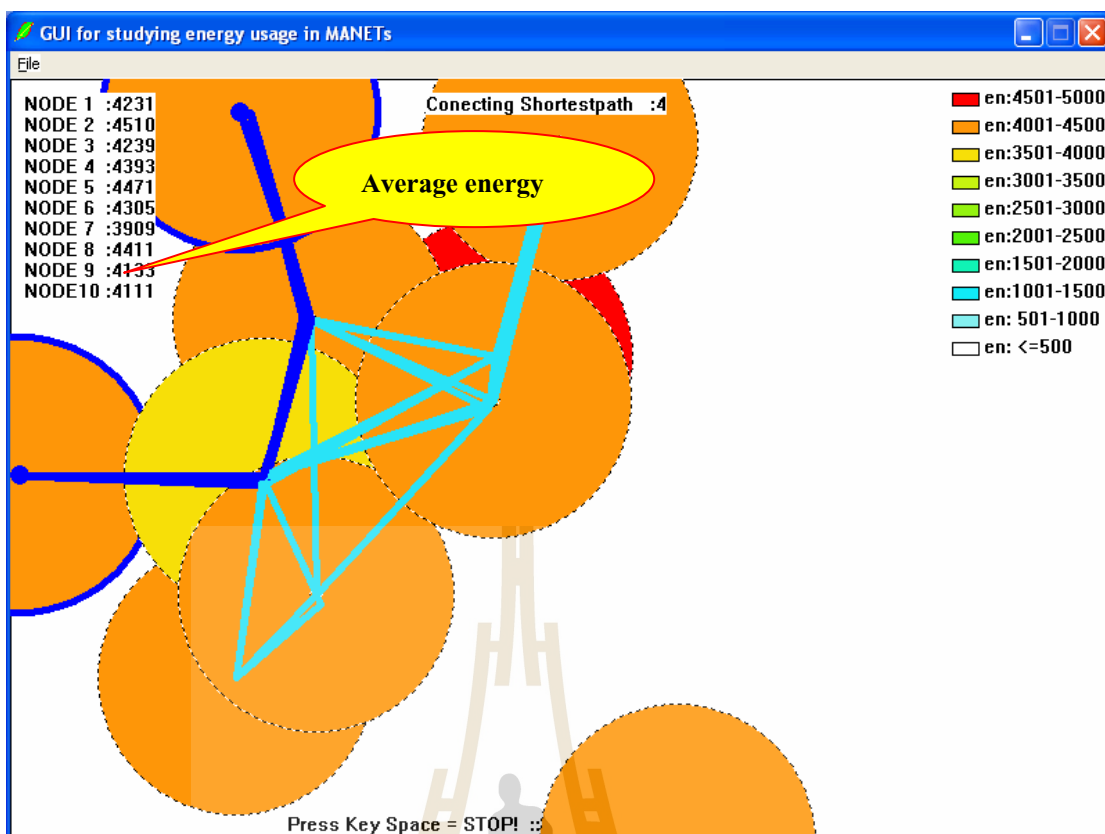 GUI for studying energy usage in MANETs
File
NODE 1 :4231
NODE 2 :4510
NODE 3 :4239
NODE 4 :4393
NODE 5 :4471
NODE 6 :4305
NODE 7 :3909
NODE 8 :4411
NODE 9 :4133
NODE10 :4111
Conecting Shortestpath :4
Average energy
en:4501-5000
en:4001-4500
en:3501-4000
en:3001-3500
en:2501-3000
en:2001-2500
en:1501-2000
en:1001-1500
en: 501-1000
en: <=500
Press Key Space = STOP! ::